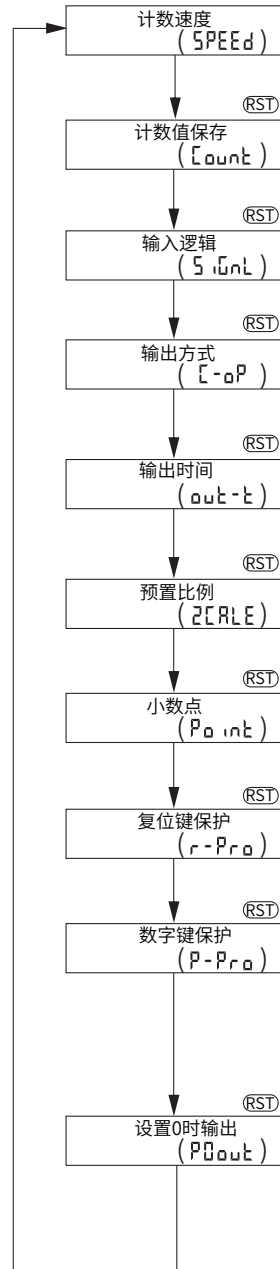 计数速度
(SPEEd)
RST
计数值保存
(Count)
RST
输入逻辑
(SiGnL)
RST
输出方式
(C-oP)
RST
输出时间
(out-t)
RST
预置比例
(2CALE)
RST
小数点
(Point)
RST
复位键保护
(r-Pro)
RST
数字键保护
(P-Pro)
RST
设置0时输出
(P0out)